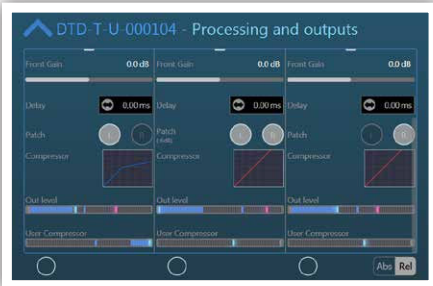 DTD-T-U-000104 - Processing and outputs
Front Gain 0.0 dB Front Gain 0.0 dB Front Gain 0.0 dB
Delay 0.00 ms Delay 0.00 ms Delay 0.00 ms
Patch L R Patch L R Patch L R
(-6dB)
Compressor Compressor Compressor
Out level Out level Out level
User Compressor User Compressor User Compressor
Abs Rel